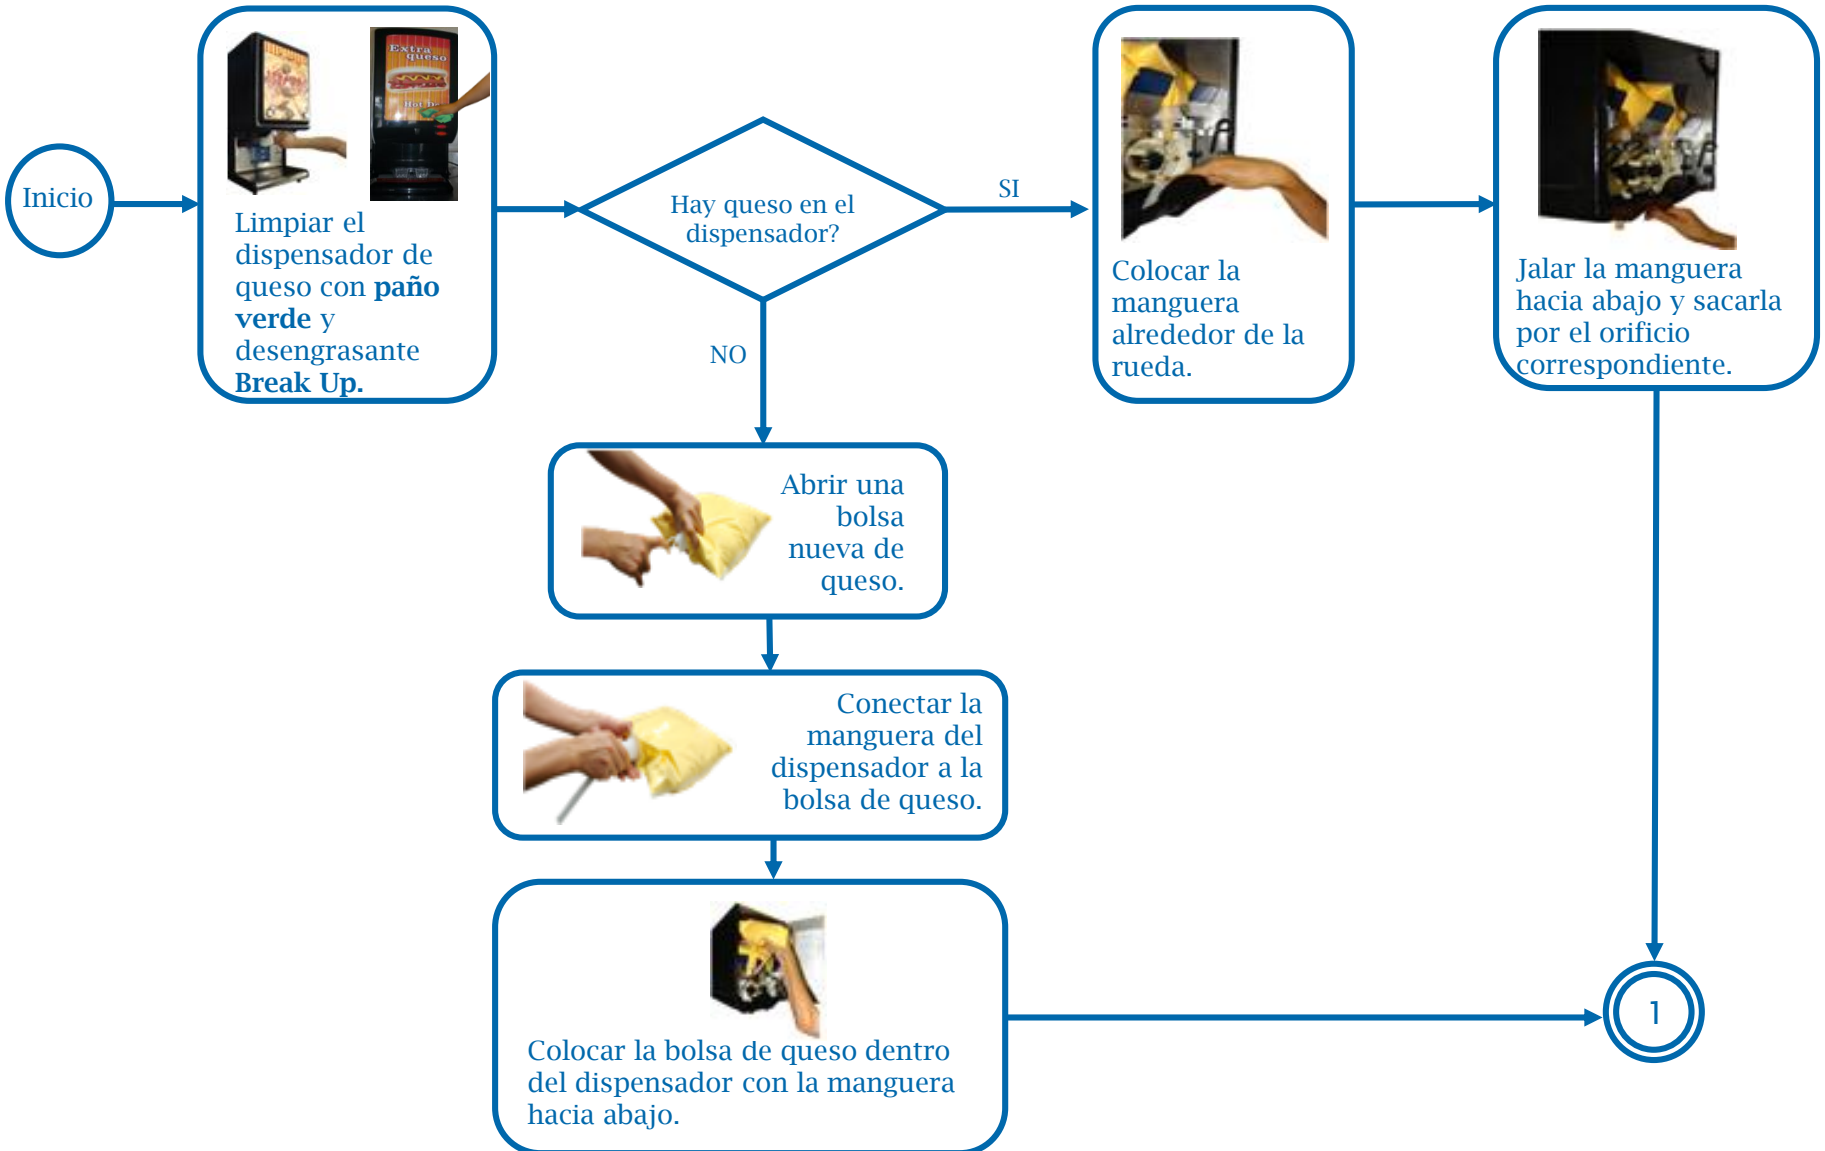 Inicio
Extra
queso
Limpiar el
dispensador de
queso con paño
verde y
desengrasante
Break Up.
Hay queso en el
dispensador?
SI
NO
Colocar la
manguera
alrededor de la
rueda.
Jalar la manguera
hacia abajo y sacarla
por el orificio
correspondiente.
Abrir una
bolsa
nueva de
queso.
Conectar la
manguera del
dispensador a la
bolsa de queso.
Colocar la bolsa de queso dentro
del dispensador con la manguera
hacia abajo.
1